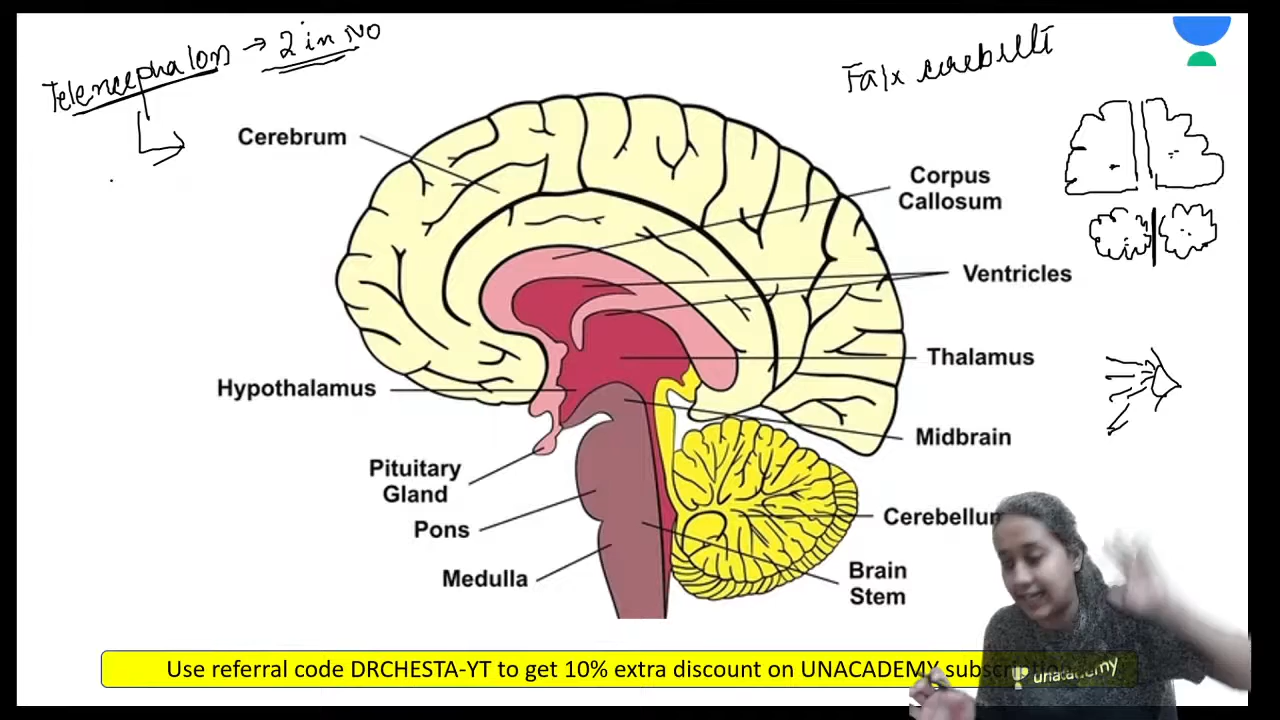 Telencephalon → 2 in No
Falx cerebelli
Cerebrum
Corpus
Callosum
Ventricles
Thalamus
Hypothalamus
Midbrain
Pituitary
Gland
Pons
Cerebellum
Medulla
Brain
Stem
Use referral code DRCHESTA-YT to get 10% extra discount on UNACADEMY
unacademy